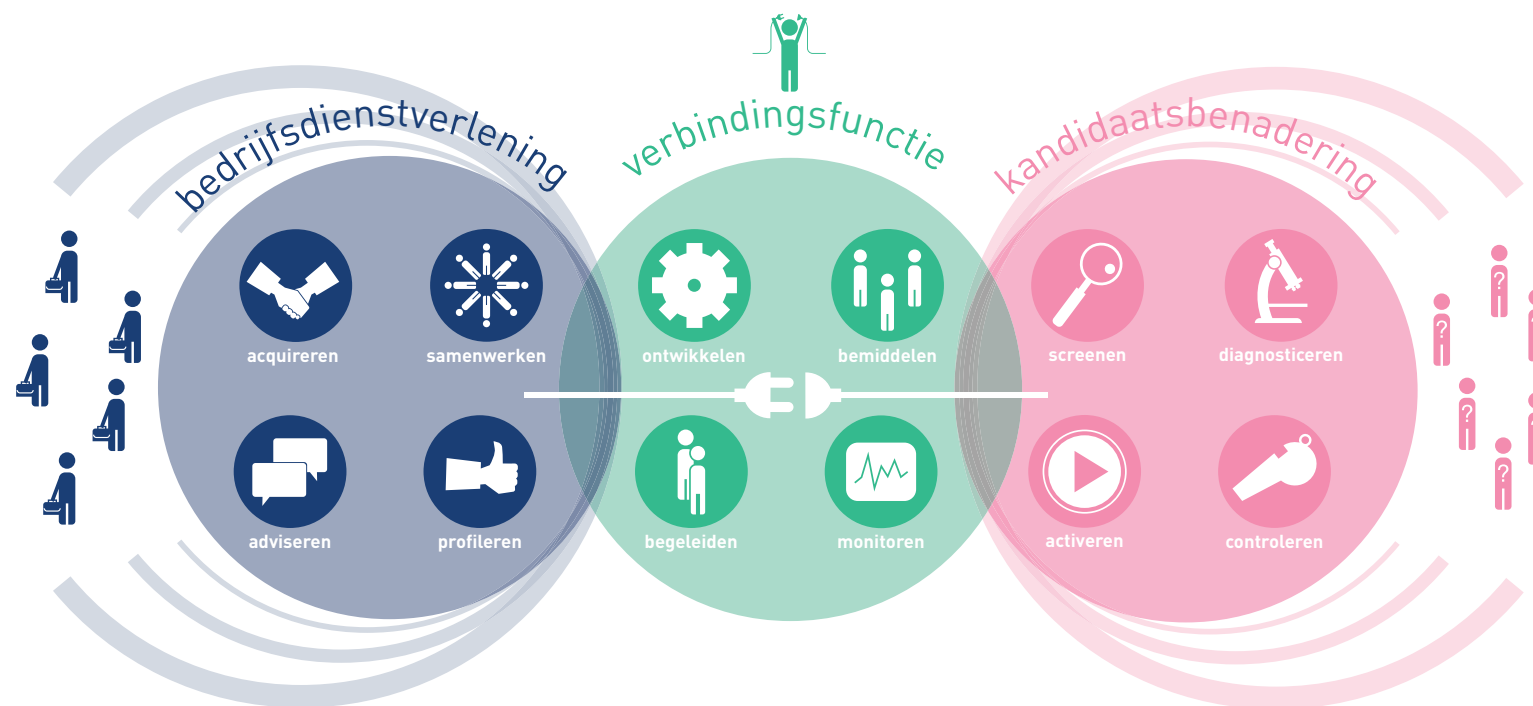 bedrijfsdienstverlening
verbindingsfunctie
kandidaatsbenadering
acquireren
samenwerken
ontwikkelen
bemiddelen
screenen
diagnosticeren
adviseren
profileren
begeleiden
monitoren
activeren
controleren
?
?
?
?